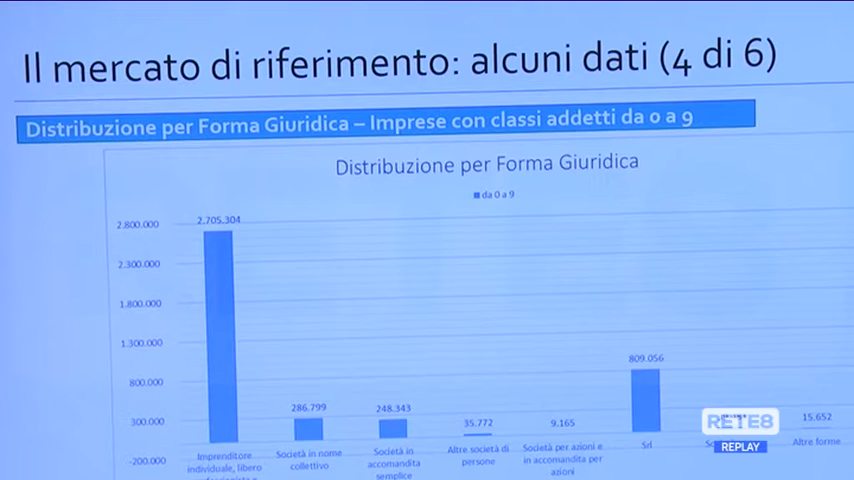 Il mercato di riferimento: alcuni dati (4 di 6)
Distribuzione per Forma Giuridica – Imprese con classi addetti da 0 a 9
Distribuzione per Forma Giuridica
da 0 a 9
2.800.000
2.300.000
1.800.000
1.300.000
800.000
300.000
-200.000
2.705.304
286.799
248.343
35.772
9.165
809.056
15.652
Imprenditore
individuale, libero
Società in nome
collettivo
Società in
accomandita
semplice
Altre società di
persone
Società per azioni e
in accomandita per
azioni
Srl
Altre forme
RETE8
REPLAY